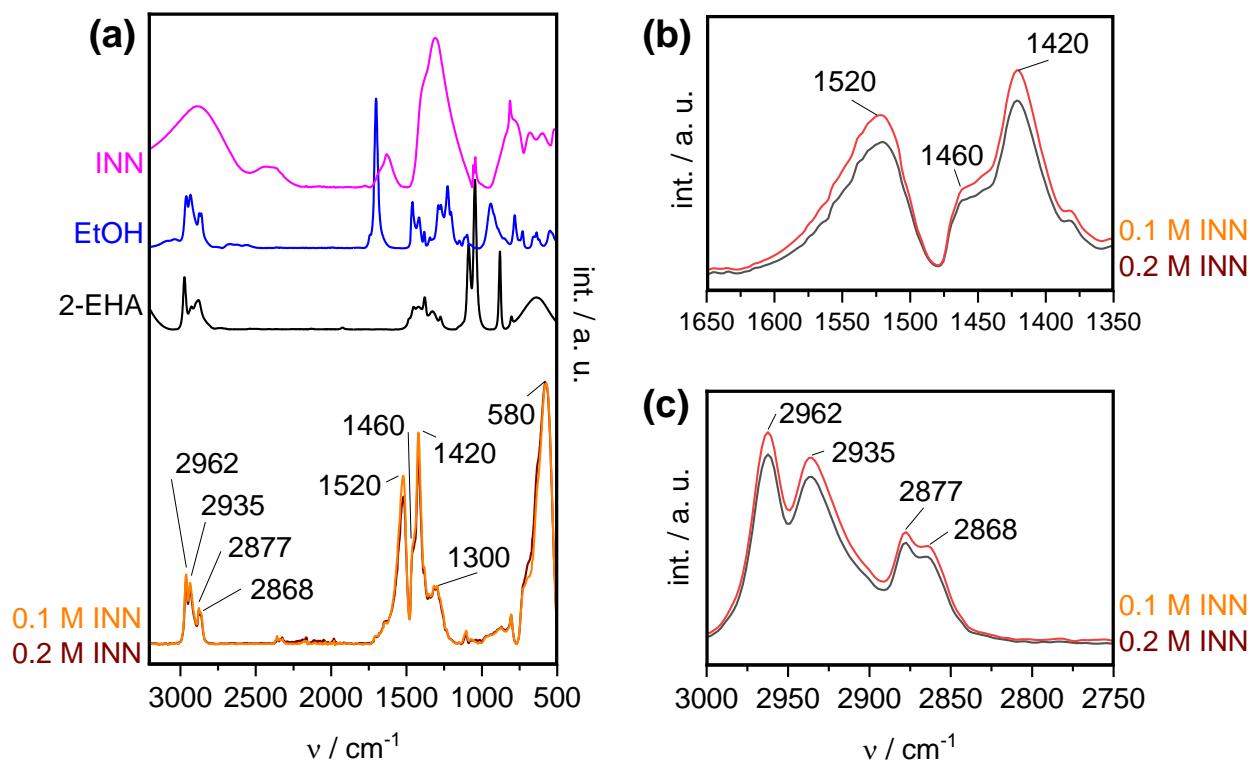 (a)
INN
EtOH
2-EHA
int. / a. u.
580
1460
1420
1520
2962
2935
2877
2868
1300
0.1 M INN
0.2 M INN
3000 2500 2000 1500 1000 500
ν / cm-1
(b)
1420
1520
1460
int. / a. u.
0.1 M INN
0.2 M INN
1650 1600 1550 1500 1450 1400 1350
(c)
2962
2935
2877
2868
int. / a. u.
0.1 M INN
0.2 M INN
3000 2950 2900 2850 2800 2750
ν / cm-1